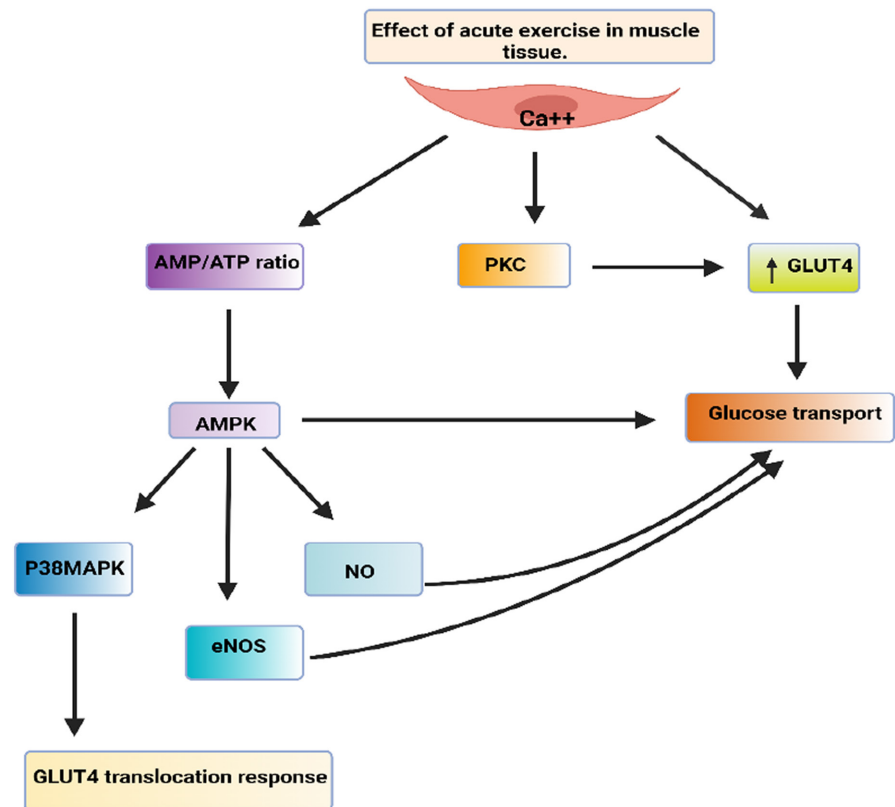 Effect of acute exercise in muscle
tissue.
Ca++
AMP/ATP ratio
PKC
↑ GLUT4
AMPK
Glucose transport
P38MAPK
NO
eNOS
GLUT4 translocation response